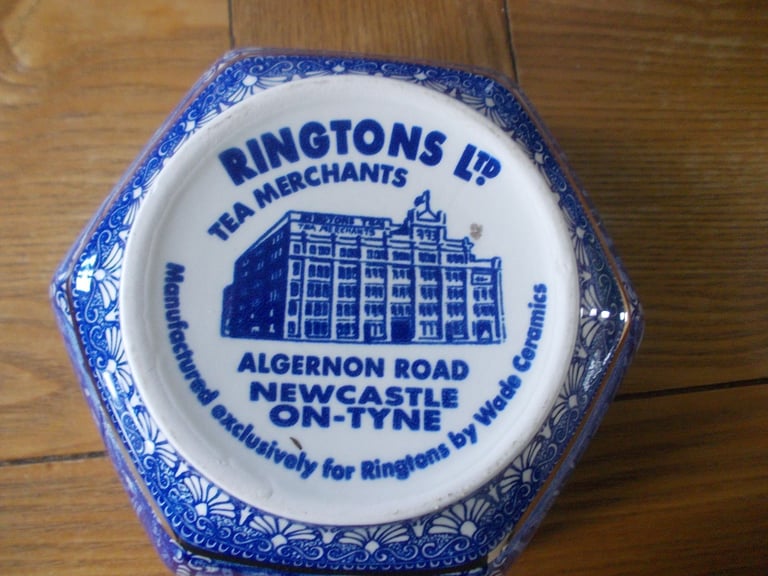 RINGTONS LTD.
TEA MERCHANTS
RINGTONS TEA
TEA MERCHANTS
ALGERNON ROAD
NEWCASTLE
ON-TYNE
Manufactured exclusively for Ringtons by Wade Ceramics